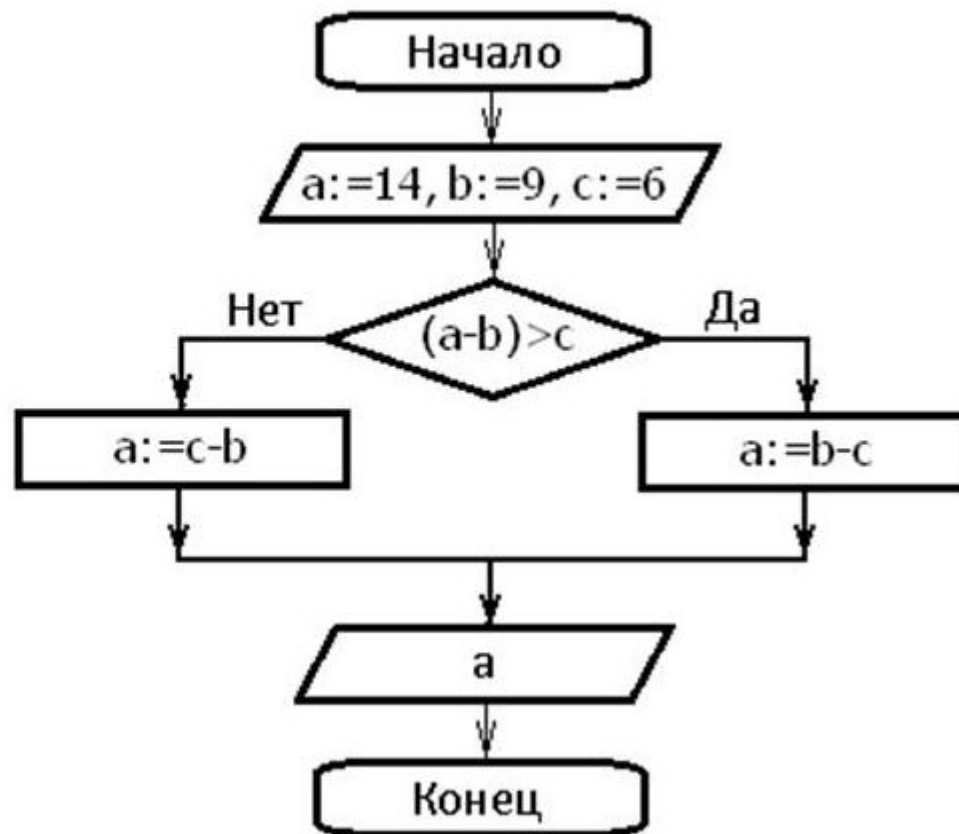 Начало
a:=14, b:=9, c:=6
Нет
(a-b)>c
Да
a:=c-b
a:=b-c
a
Конец